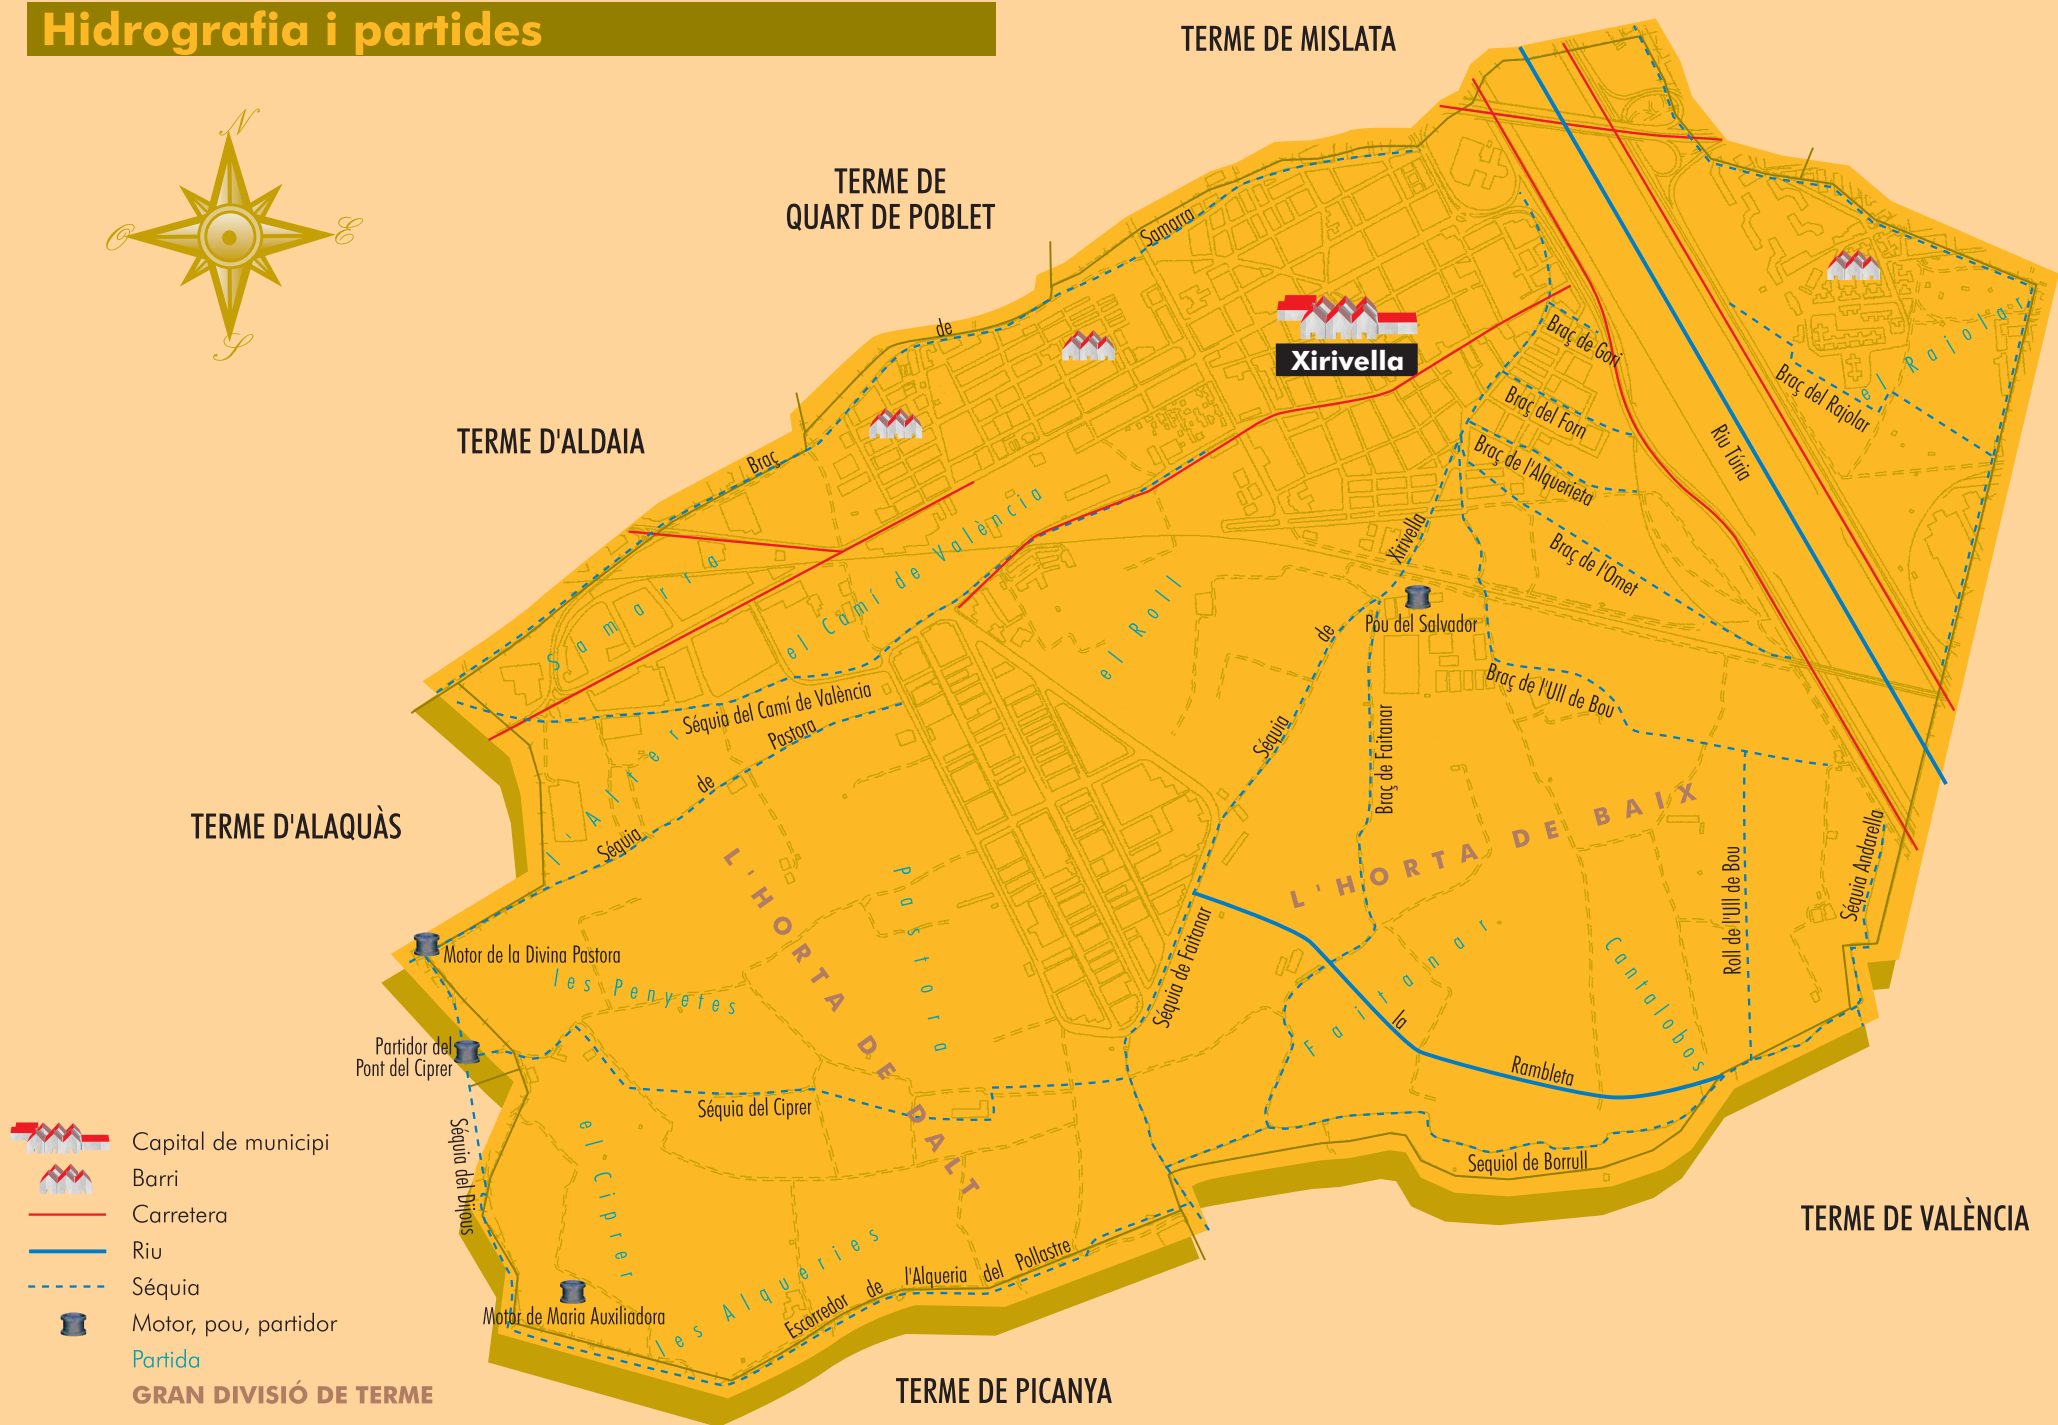 Hidrografia i partides
TERME DE MISLATA
N
O
E
S
TERME DE
QUART DE POBLET
TERME D'ALDAIA
TERME D'ALAQUÀS
TERME DE VALÈNCIA
TERME DE PICANYA
Xirivella
Braç de Samarra
Braç de Gori
Braç del Forn
Braç de l'Alquerieta
Braç de l'Omet
Braç del Rajolar
el Rajolar
Riu Túria
Samarra
el Camí de València
el Roll
Séquia de Xirivella
Pou del Salvador
Braç de l'Ull de Bou
Braç de Faitanar
Séquia del Camí de València
Séquia de Pastora
l'Alter
L'HORTA DE BAIX
L'HORTA DE DALT
Pastora
Roll de l'Ull de Bou
Séquia Andarella
Séquia de Faitanar
Faitanar
Cantalobos
la Rambleta
Motor de la Divina Pastora
les Penyetes
Partidor del
Pont del Ciprer
Séquia del Ciprer
Séquia del Dijous
el Ciprer
Sequiol de Borrull
les Alqueries
Escorredor de l'Alqueria del Pollastre
Motor de Maria Auxiliadora
Capital de municipi
Barri
Carretera
Riu
Séquia
Motor, pou, partidor
Partida
GRAN DIVISIÓ DE TERME